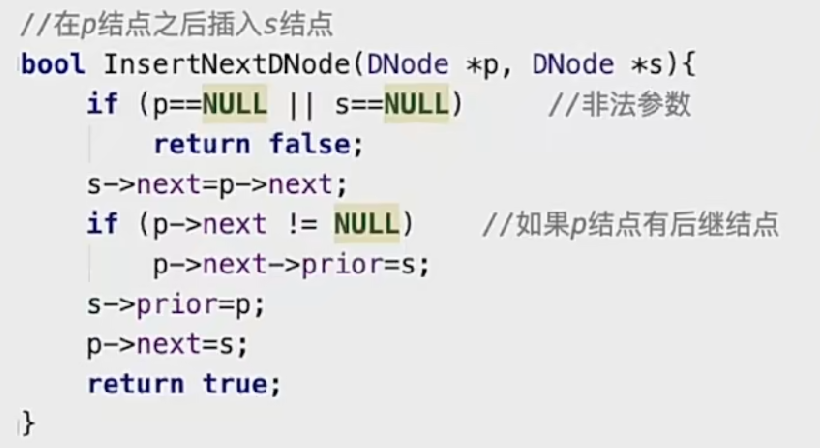 //在p结点之后插入s结点
bool InsertNextDNode(DNode *p, DNode *s){
    if (p==NULL || s==NULL)     //非法参数
        return false;
    s->next=p->next;
    if (p->next != NULL)    //如果p结点有后继结点
        p->next->prior=s;
    s->prior=p;
    p->next=s;
    return true;
}